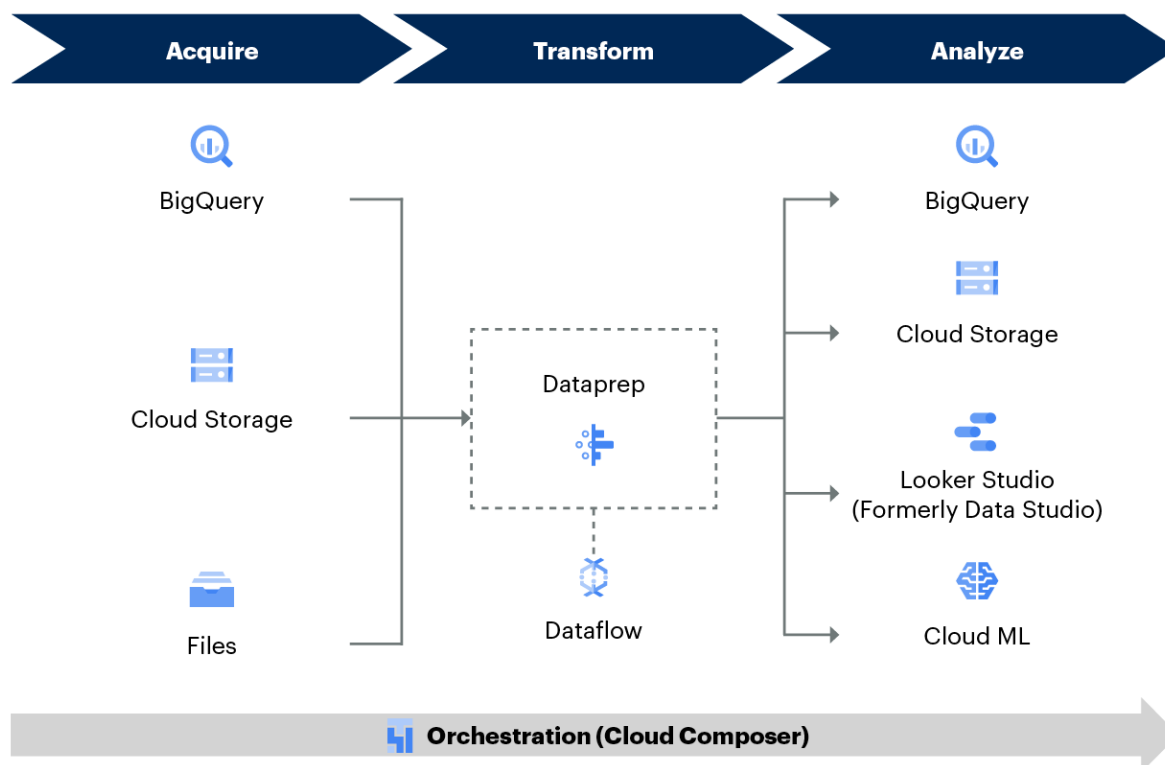 Acquire
Transform
Analyze
BigQuery
BigQuery
Cloud Storage
Dataprep
Cloud Storage
Looker Studio
(Formerly Data Studio)
Files
Dataflow
Cloud ML
Orchestration (Cloud Composer)